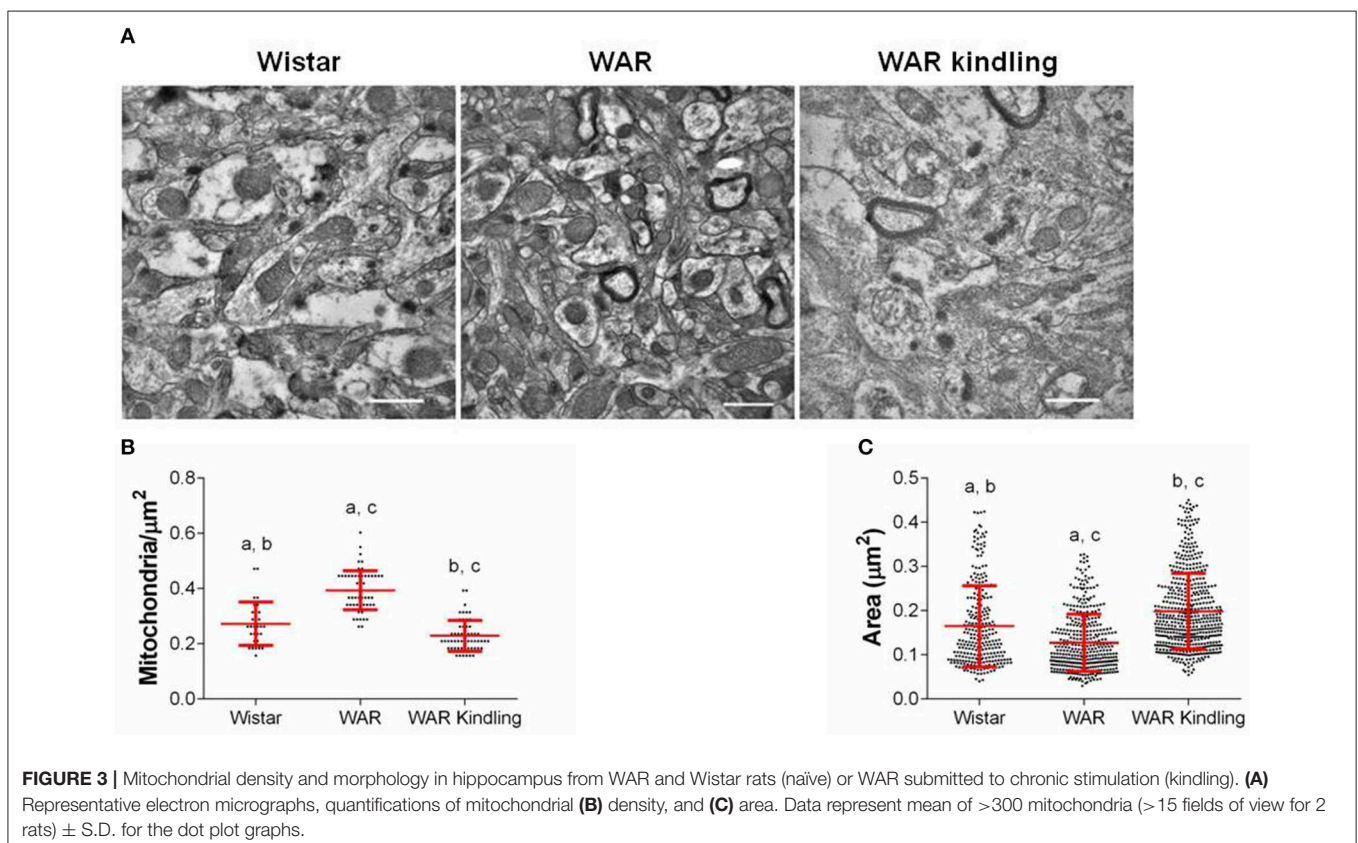 A
Wistar
WAR
WAR kindling
B
Mitochondria/μm²
0.8
0.6
0.4
0.2
0.0
a, b
a, c
b, c
Wistar
WAR
WAR Kindling
C
Area (μm²)
0.5
0.4
0.3
0.2
0.1
0.0
a, b
a, c
b, c
Wistar
WAR
WAR Kindling
FIGURE 3 | Mitochondrial density and morphology in hippocampus from WAR and Wistar rats (naïve) or WAR submitted to chronic stimulation (kindling). (A)
Representative electron micrographs, quantifications of mitochondrial (B) density, and (C) area. Data represent mean of >300 mitochondria (>15 fields of view for 2
rats) ± S.D. for the dot plot graphs.